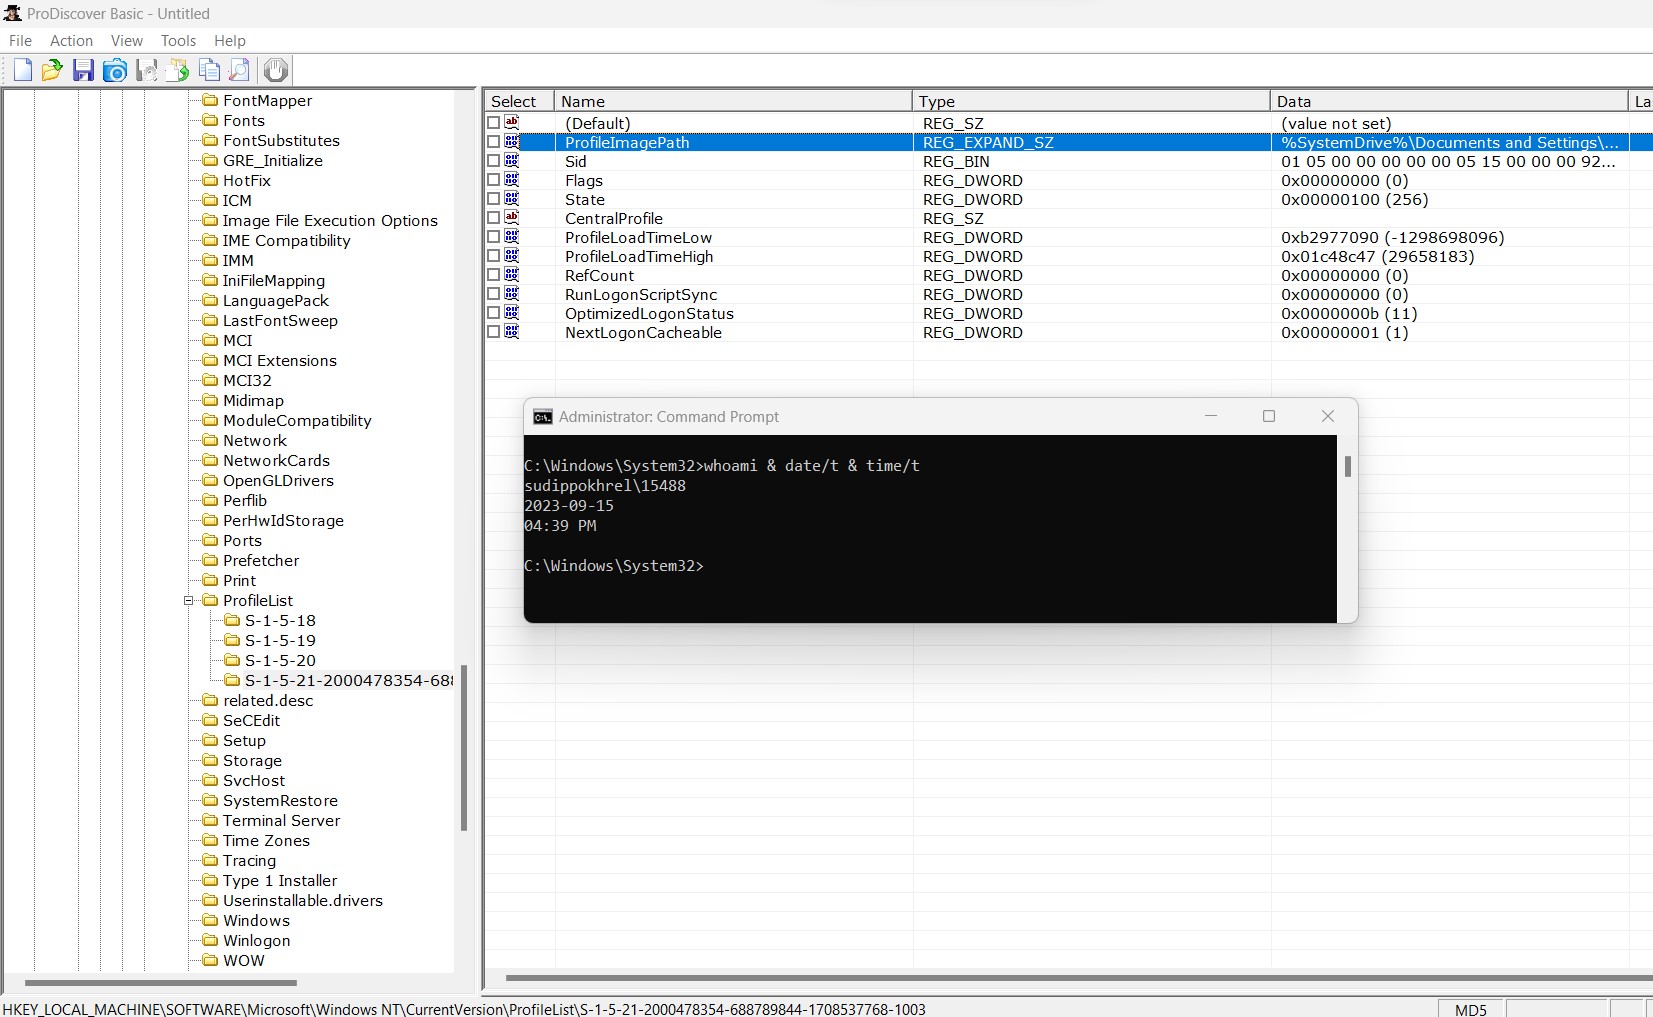 ProDiscover Basic - Untitled
File Action View Tools Help
FontMapper
Fonts
FontSubstitutes
GRE_Initialize
HotFix
ICM
Image File Execution Options
IME Compatibility
IMM
IniFileMapping
LanguagePack
LastFontSweep
MCI
MCI Extensions
MCI32
Midimap
ModuleCompatibility
Network
NetworkCards
OpenGLDrivers
Perflib
PerHwIdStorage
Ports
Prefetcher
Print
ProfileList
S-1-5-18
S-1-5-19
S-1-5-20
S-1-5-21-2000478354-688
related.desc
SeCEdit
Setup
Storage
SvcHost
SystemRestore
Terminal Server
Time Zones
Tracing
Type 1 Installer
Userinstallable.drivers
Windows
Winlogon
WOW
Select Name Type Data La
(Default) REG_SZ (value not set)
ProfileImagePath REG_EXPAND_SZ %SystemDrive%\Documents and Settings\...
Sid REG_BIN 01 05 00 00 00 00 00 05 15 00 00 00 92...
Flags REG_DWORD 0x00000000 (0)
State REG_DWORD 0x00000100 (256)
CentralProfile REG_SZ
ProfileLoadTimeLow REG_DWORD 0xb2977090 (-1298698096)
ProfileLoadTimeHigh REG_DWORD 0x01c48c47 (29658183)
RefCount REG_DWORD 0x00000000 (0)
RunLogonScriptSync REG_DWORD 0x00000000 (0)
OptimizedLogonStatus REG_DWORD 0x0000000b (11)
NextLogonCacheable REG_DWORD 0x00000001 (1)
Administrator: Command Prompt
C:\Windows\System32>whoami & date/t & time/t
sudippokhrel\15488
2023-09-15
04:39 PM
C:\Windows\System32>
HKEY_LOCAL_MACHINE\SOFTWARE\Microsoft\Windows NT\CurrentVersion\ProfileList\S-1-5-21-2000478354-688789844-1708537768-1003
MD5